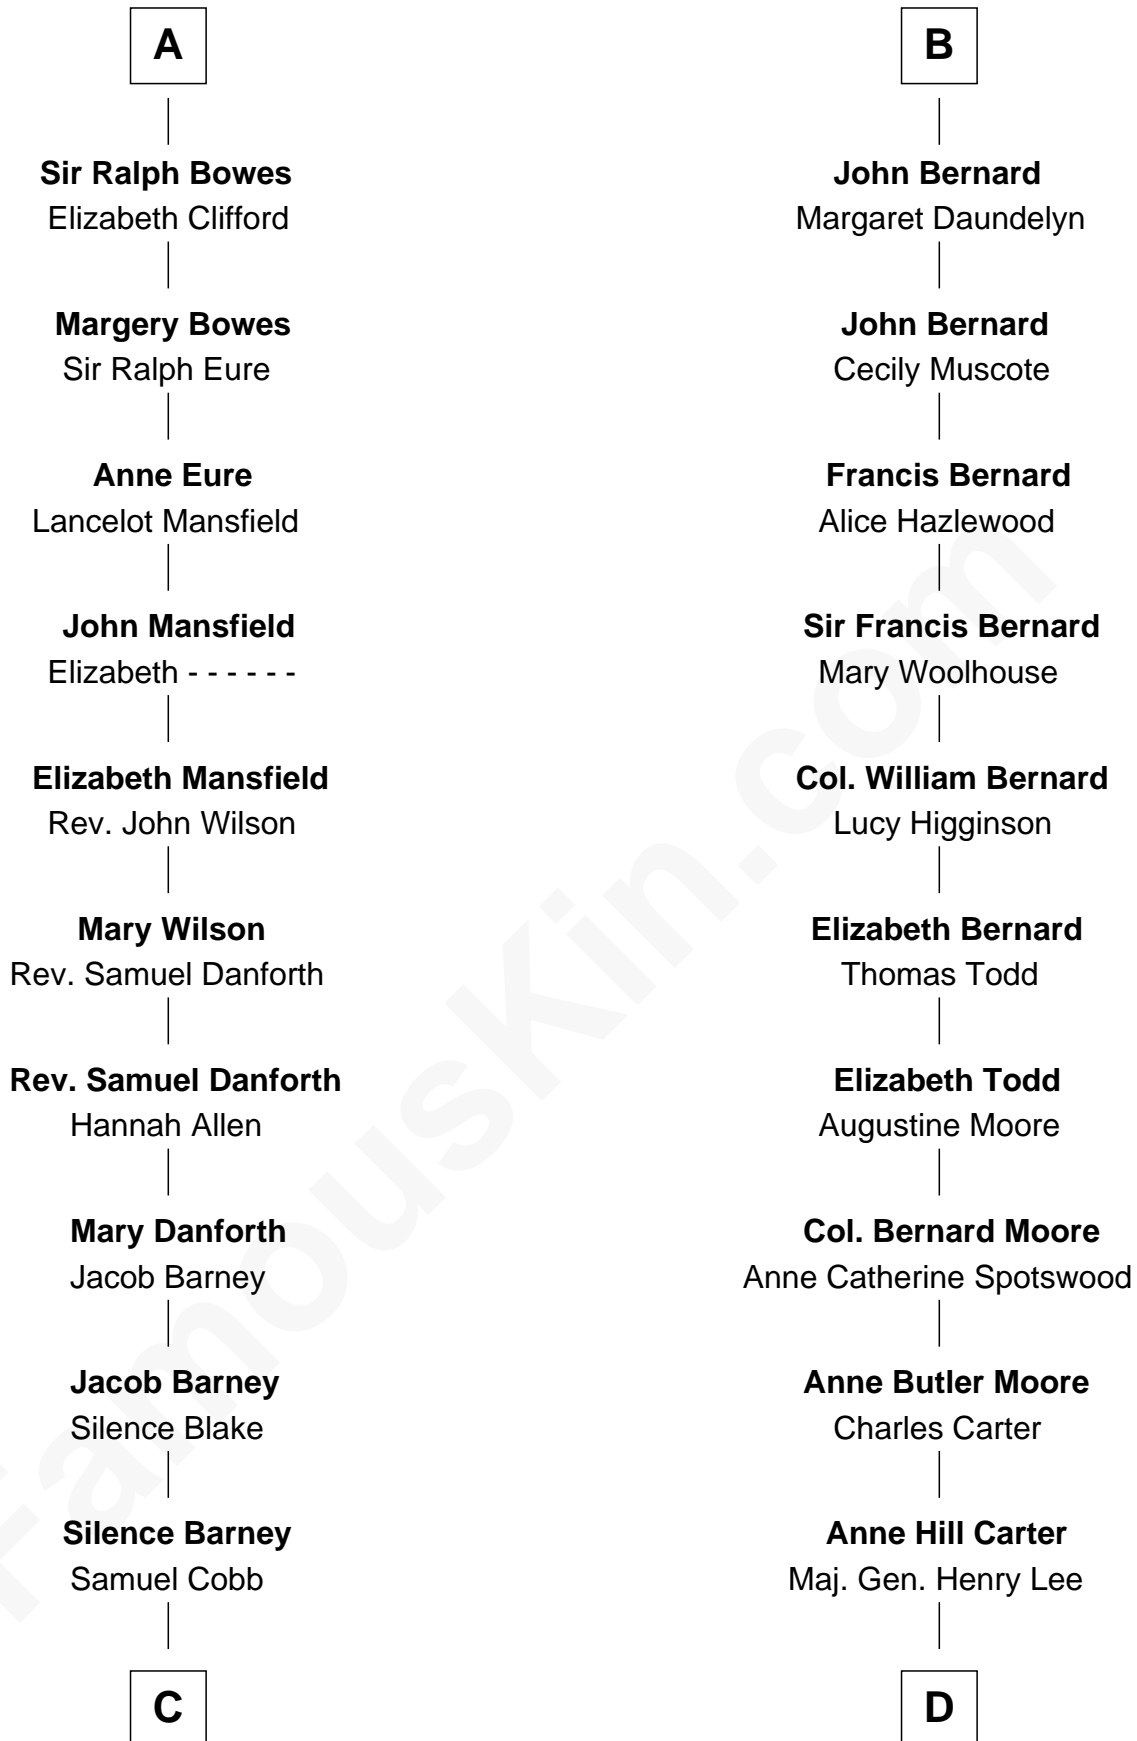 A
Sir Ralph Bowes
Elizabeth Clifford
Margery Bowes
Sir Ralph Eure
Anne Eure
Lancelot Mansfield
John Mansfield
Elizabeth - - - - - -
Elizabeth Mansfield
Rev. John Wilson
Mary Wilson
Rev. Samuel Danforth
Rev. Samuel Danforth
Hannah Allen
Mary Danforth
Jacob Barney
Jacob Barney
Silence Blake
Silence Barney
Samuel Cobb
C
B
John Bernard
Margaret Daundelyn
John Bernard
Cecily Muscote
Francis Bernard
Alice Hazlewood
Sir Francis Bernard
Mary Woolhouse
Col. William Bernard
Lucy Higginson
Elizabeth Bernard
Thomas Todd
Elizabeth Todd
Augustine Moore
Col. Bernard Moore
Anne Catherine Spotswood
Anne Butler Moore
Charles Carter
Anne Hill Carter
Maj. Gen. Henry Lee
D
FamousKin.com